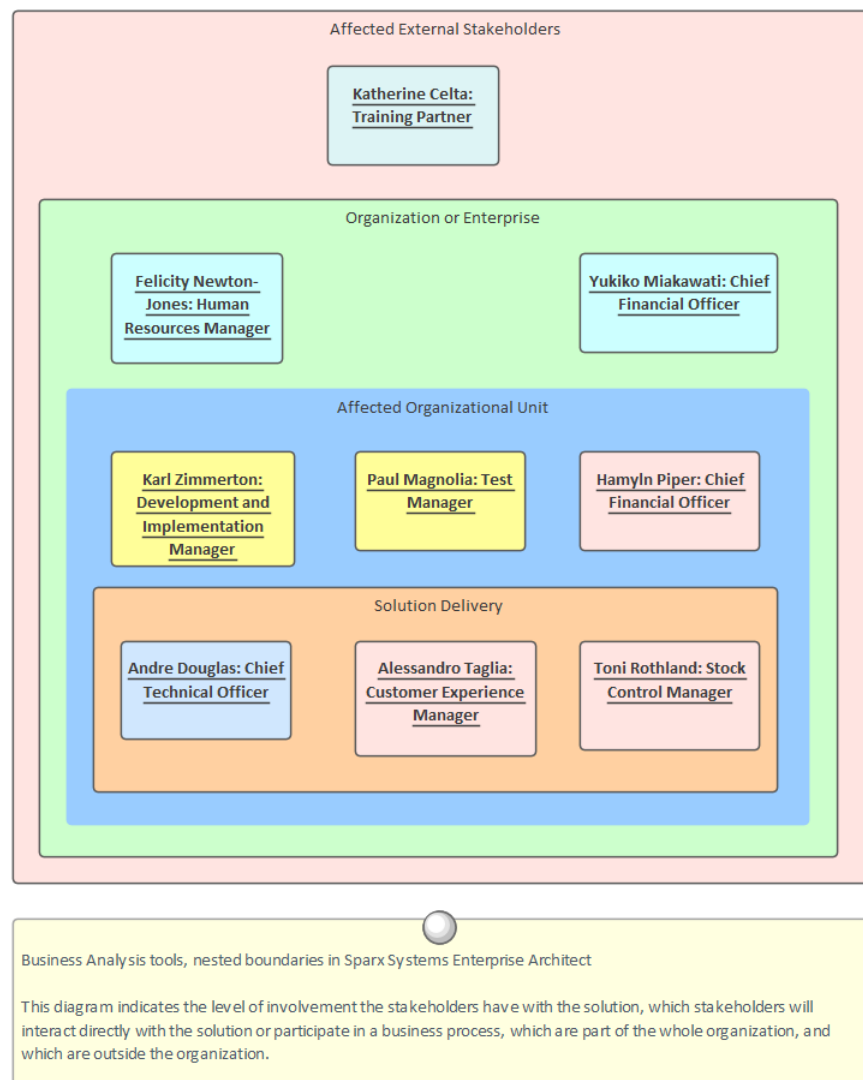 Affected External Stakeholders
Katherine Celta:
Training Partner
Organization or Enterprise
Felicity Newton-
Jones: Human
Resources Manager
Yukiko Miakawati: Chief
Financial Officer
Affected Organizational Unit
Karl Zimmerton:
Development and
Implementation
Manager
Paul Magnolia: Test
Manager
Hamyln Piper: Chief
Financial Officer
Solution Delivery
Andre Douglas: Chief
Technical Officer
Alessandro Taglia:
Customer Experience
Manager
Toni Rothland: Stock
Control Manager
Business Analysis tools, nested boundaries in Sparx Systems Enterprise Architect
This diagram indicates the level of involvement the stakeholders have with the solution, which stakeholders will
interact directly with the solution or participate in a business process, which are part of the whole organization, and
which are outside the organization.